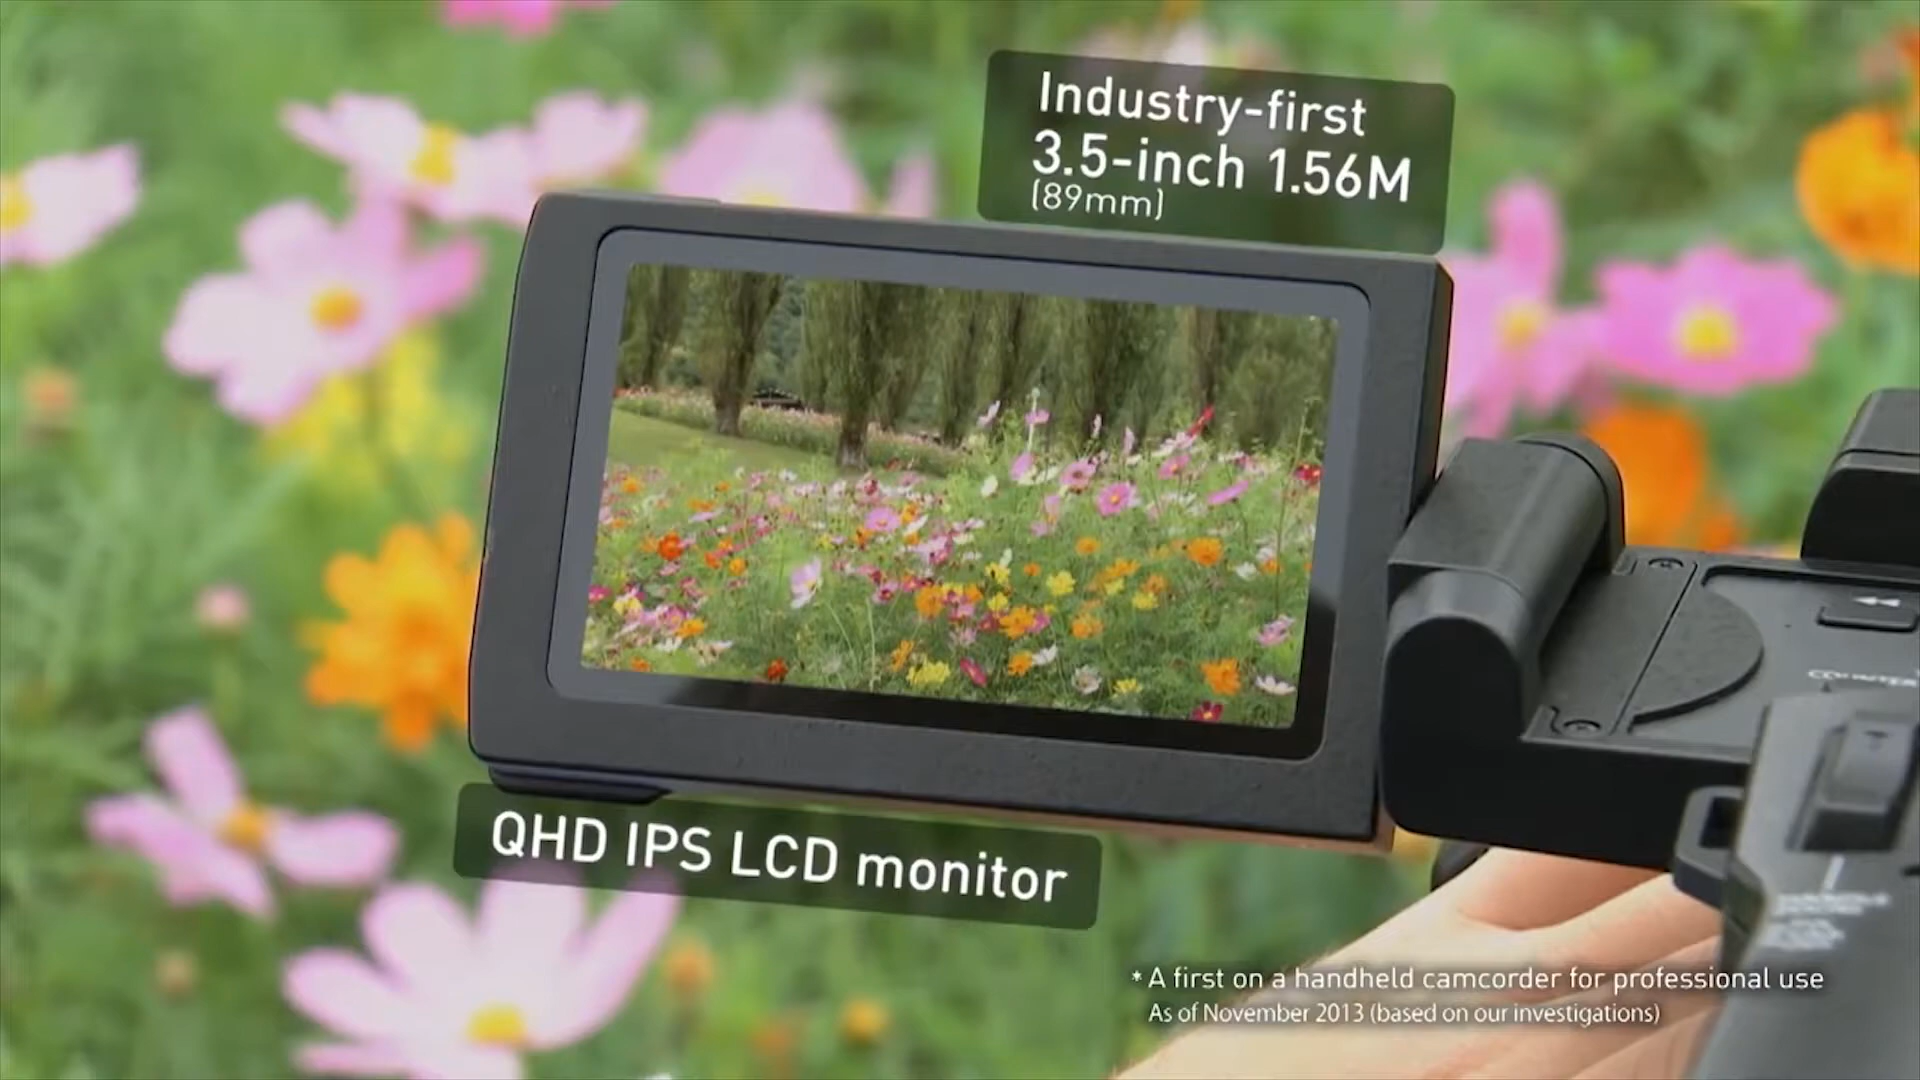 Industry-first
3.5-inch 1.56M
(89mm)
QHD IPS LCD monitor
* A first on a handheld camcorder for professional use
As of November 2013 (based on our investigations)